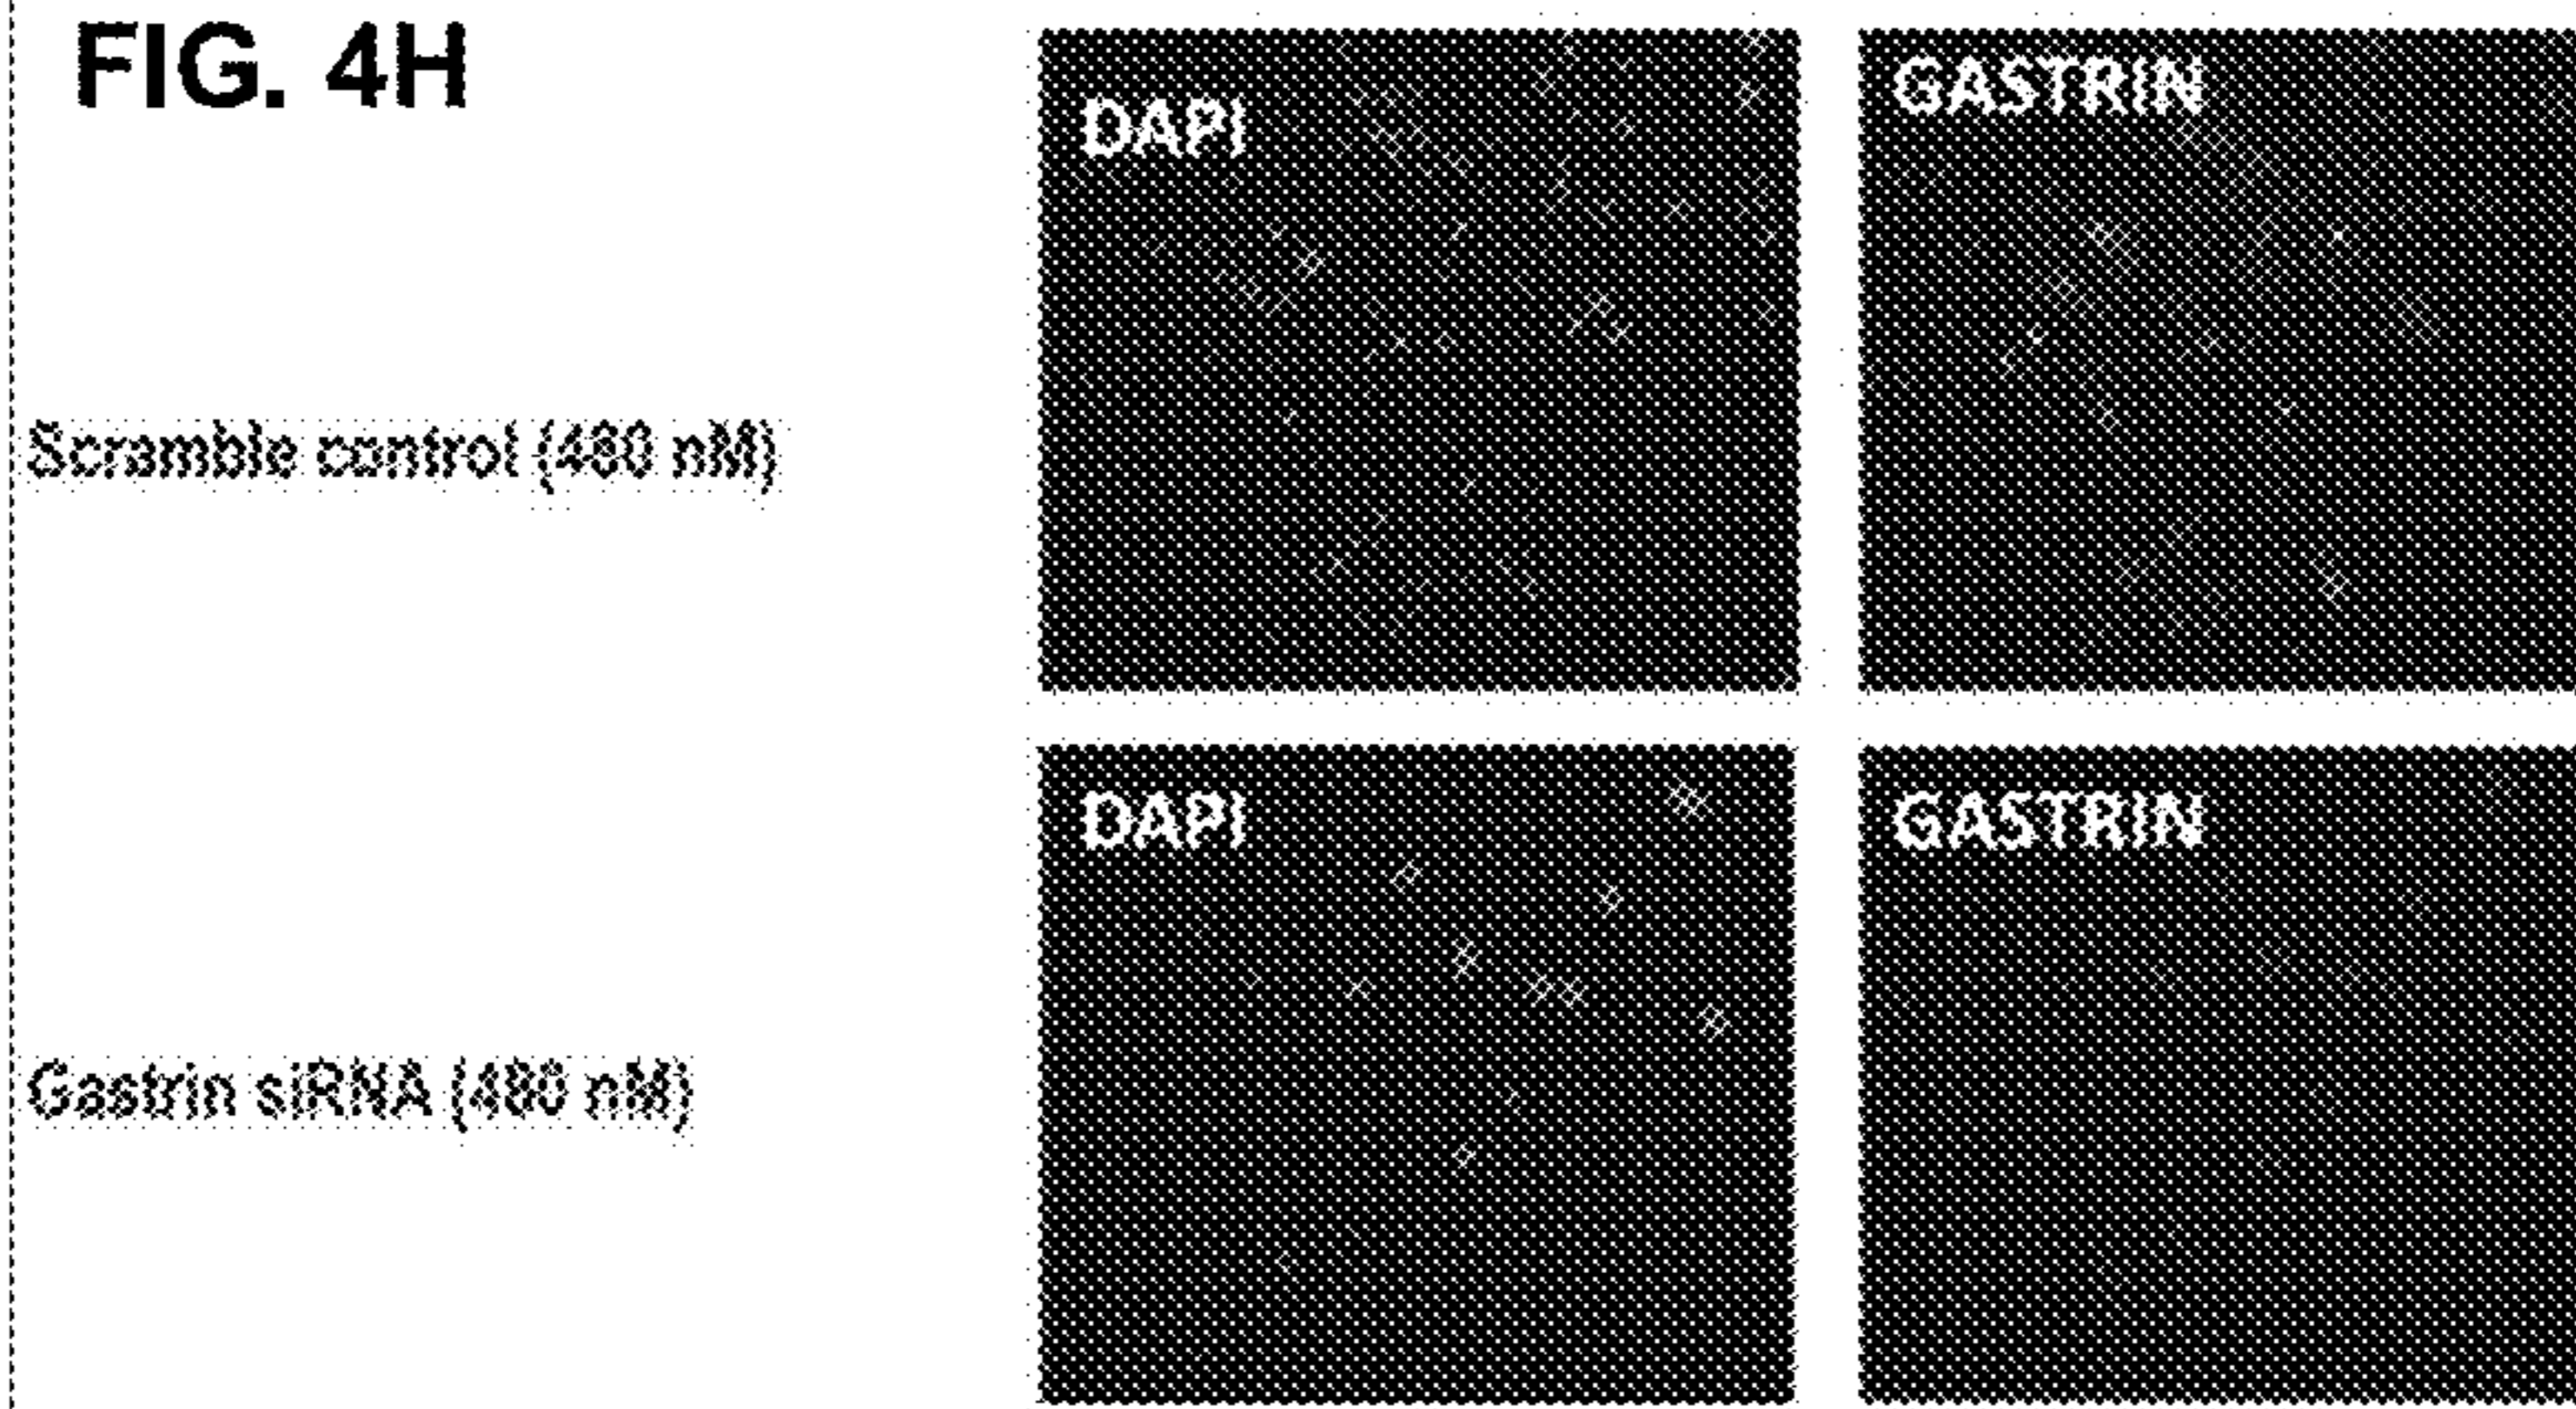 FIG. 4H
DAPI
GASTRIN
Scramble control (480 nM)
DAPI
GASTRIN
Gastrin siRNA (480 nM)